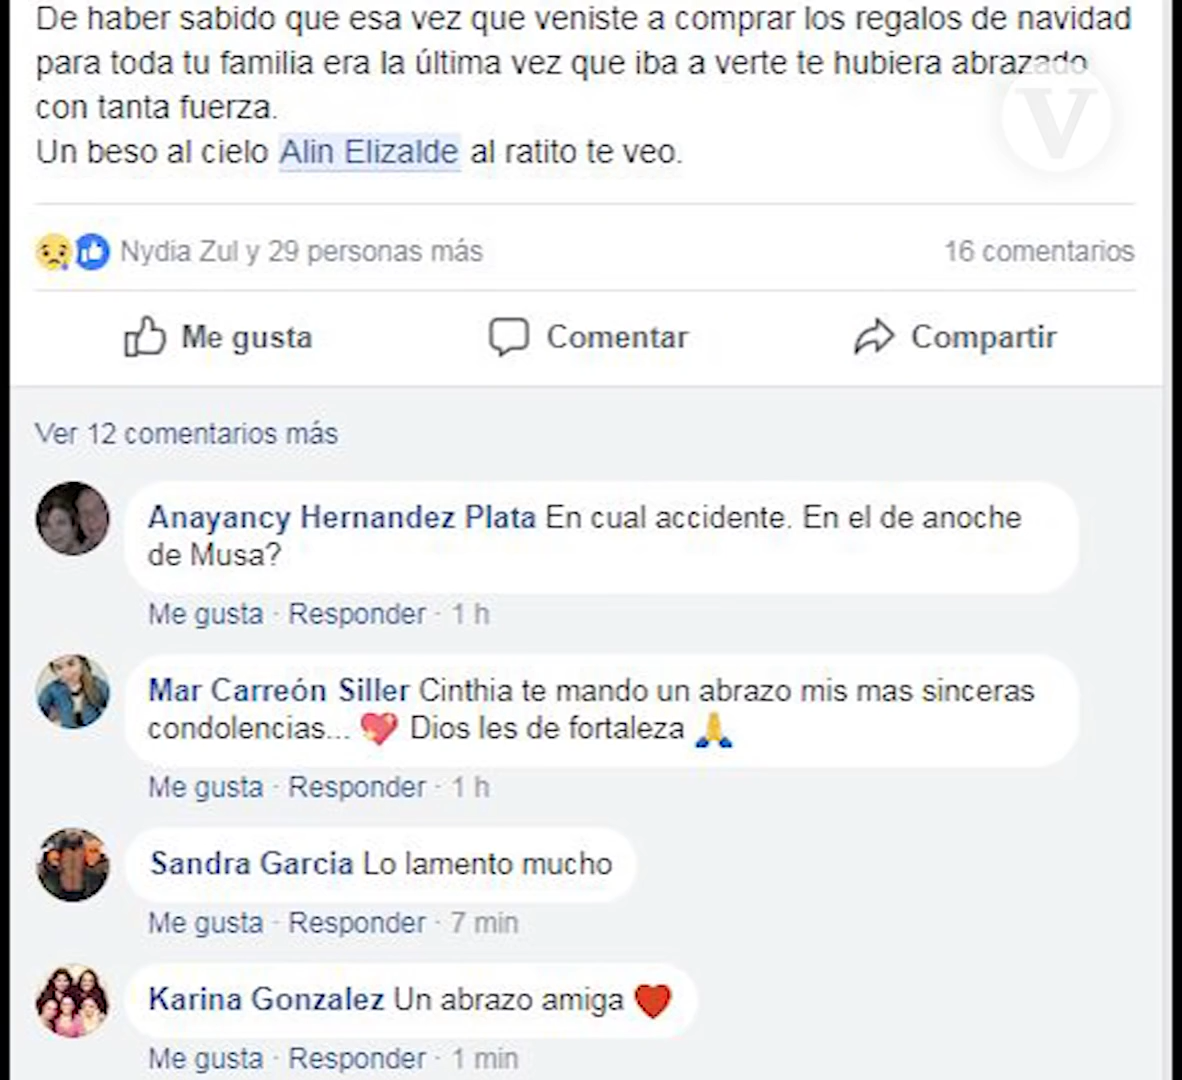 De haber sabido que esa vez que veniste a comprar los regalos de navidad
para toda tu familia era la última vez que iba a verte te hubiera abrazado
con tanta fuerza.
V
Un beso al cielo Alin Elizalde al ratito te veo.
Nydia Zul y 29 personas más
16 comentarios
Me gusta
Comentar
Compartir
Ver 12 comentarios más
Anayancy Hernandez Plata En cual accidente. En el de anoche
de Musa?
Me gusta · Responder · 1 h
Mar Carreón Siller Cinthia te mando un abrazo mis mas sinceras
condolencias... 💖 Dios les de fortaleza 🙏
Me gusta · Responder · 1 h
Sandra Garcia Lo lamento mucho
Me gusta · Responder · 7 min
Karina Gonzalez Un abrazo amiga ❤
Me gusta · Responder · 1 min